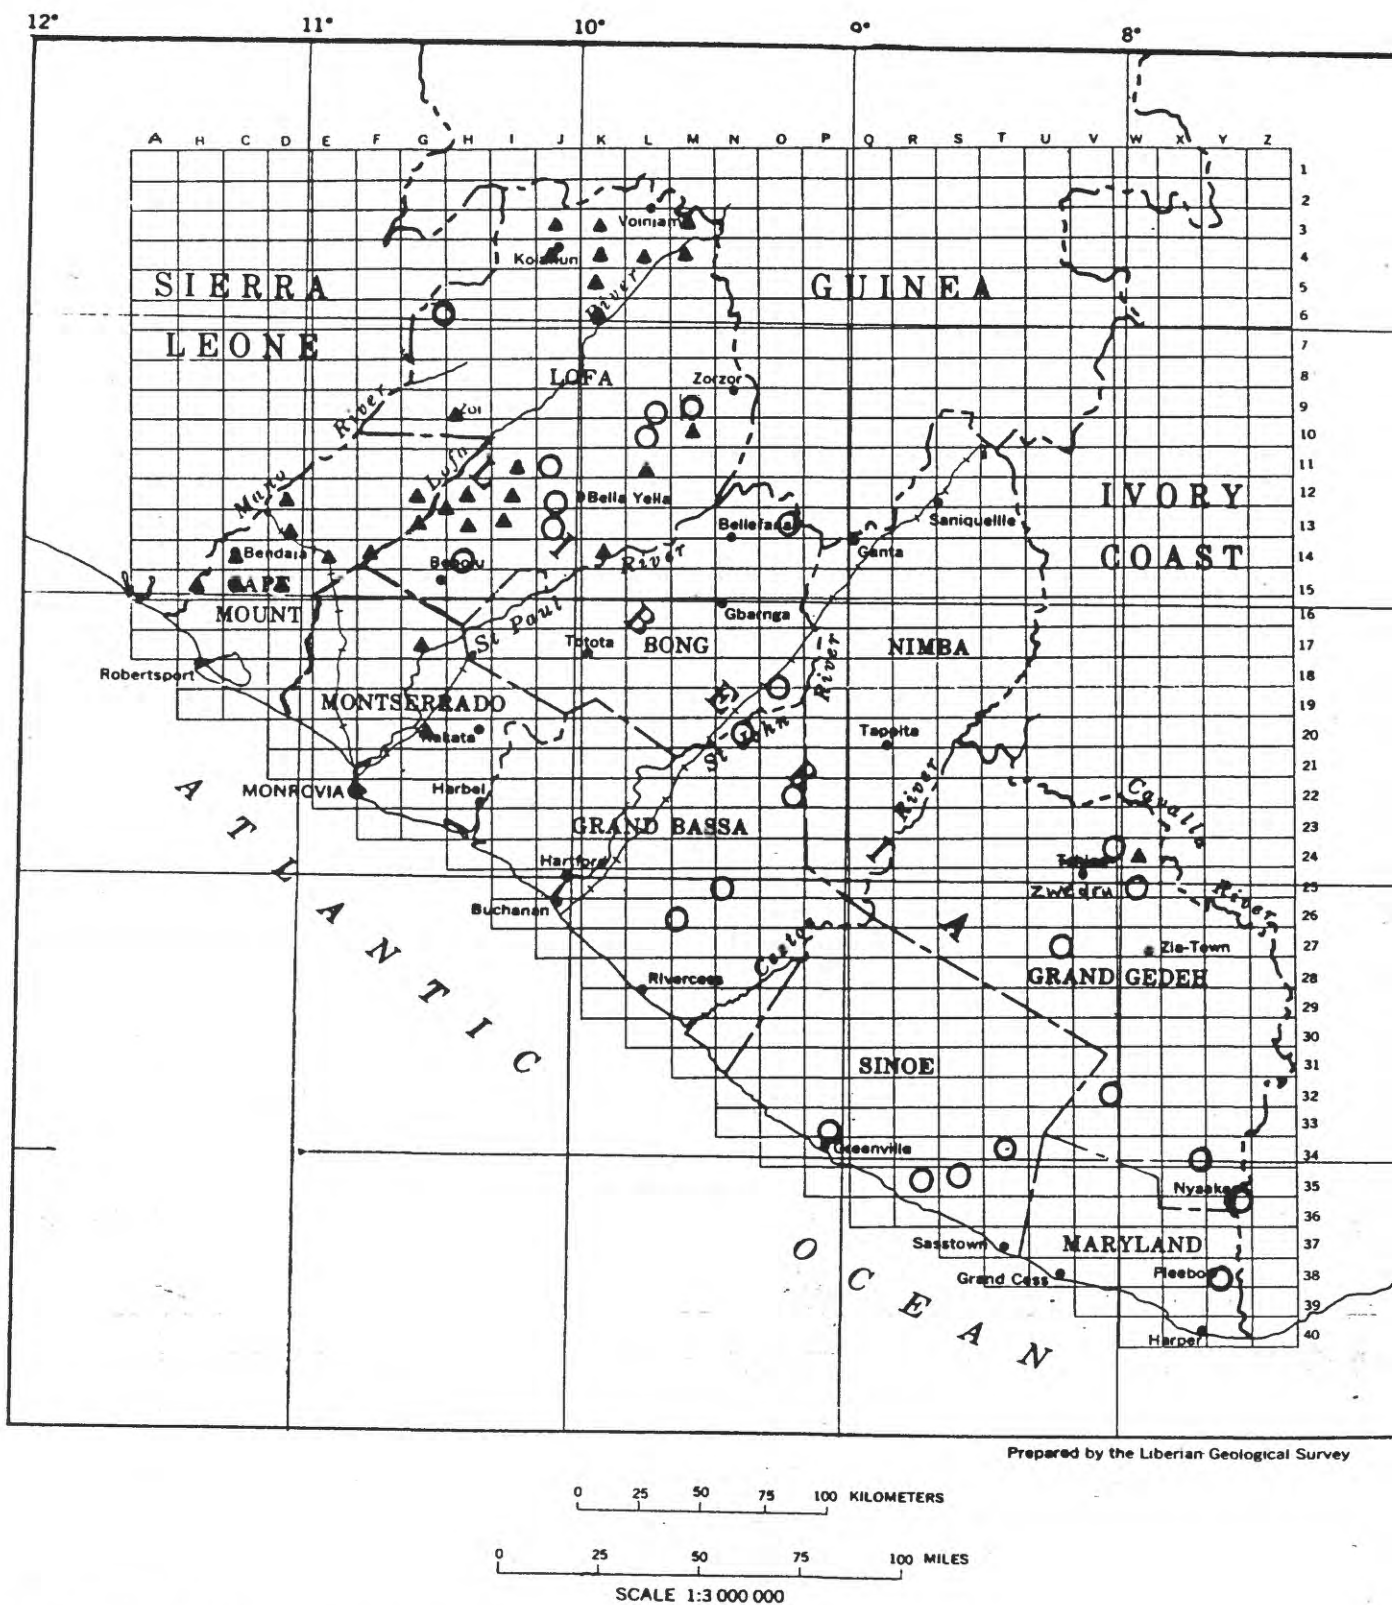 12° 11° 10° 9° 8°
A H C D E F G H I J K L M N O P Q R S T U V W X Y Z
1
2
3
4
5
6
7
8
9
10
11
12
13
14
15
16
17
18
19
20
21
22
23
24
25
26
27
28
29
30
31
32
33
34
35
36
37
38
39
40
SIERRA
LEONE
GUINEA
IVORY
COAST
LIBERIA
Voinjama
Kolahun
River
LOFA
Zorzor
Mano River
Lofa
Bella Yella
Bellefana
Saniquellie
Ganta
Bendaja
Bopolu
River
CAPE
MOUNT
St Paul
Gbarnga
Totota
BONG
NIMBA
Robertsport
MONTSERRADO
Kakata
St John
River
Tappita
River
MONROVIA
Harbel
Cavalla
River
GRAND BASSA
Hartford
Buchanan
Zwedru
Cestos
Zia-Town
Rivercess
GRAND GEDEH
SINOE
Greenville
Nyaake
Sasstown
MARYLAND
Grand Cess
Pleebo
Harper
ATLANTIC
OCEAN
Prepared by the Liberian Geological Survey
0 25 50 75 100 KILOMETERS
0 25 50 75 100 MILES
SCALE 1:3 000 000